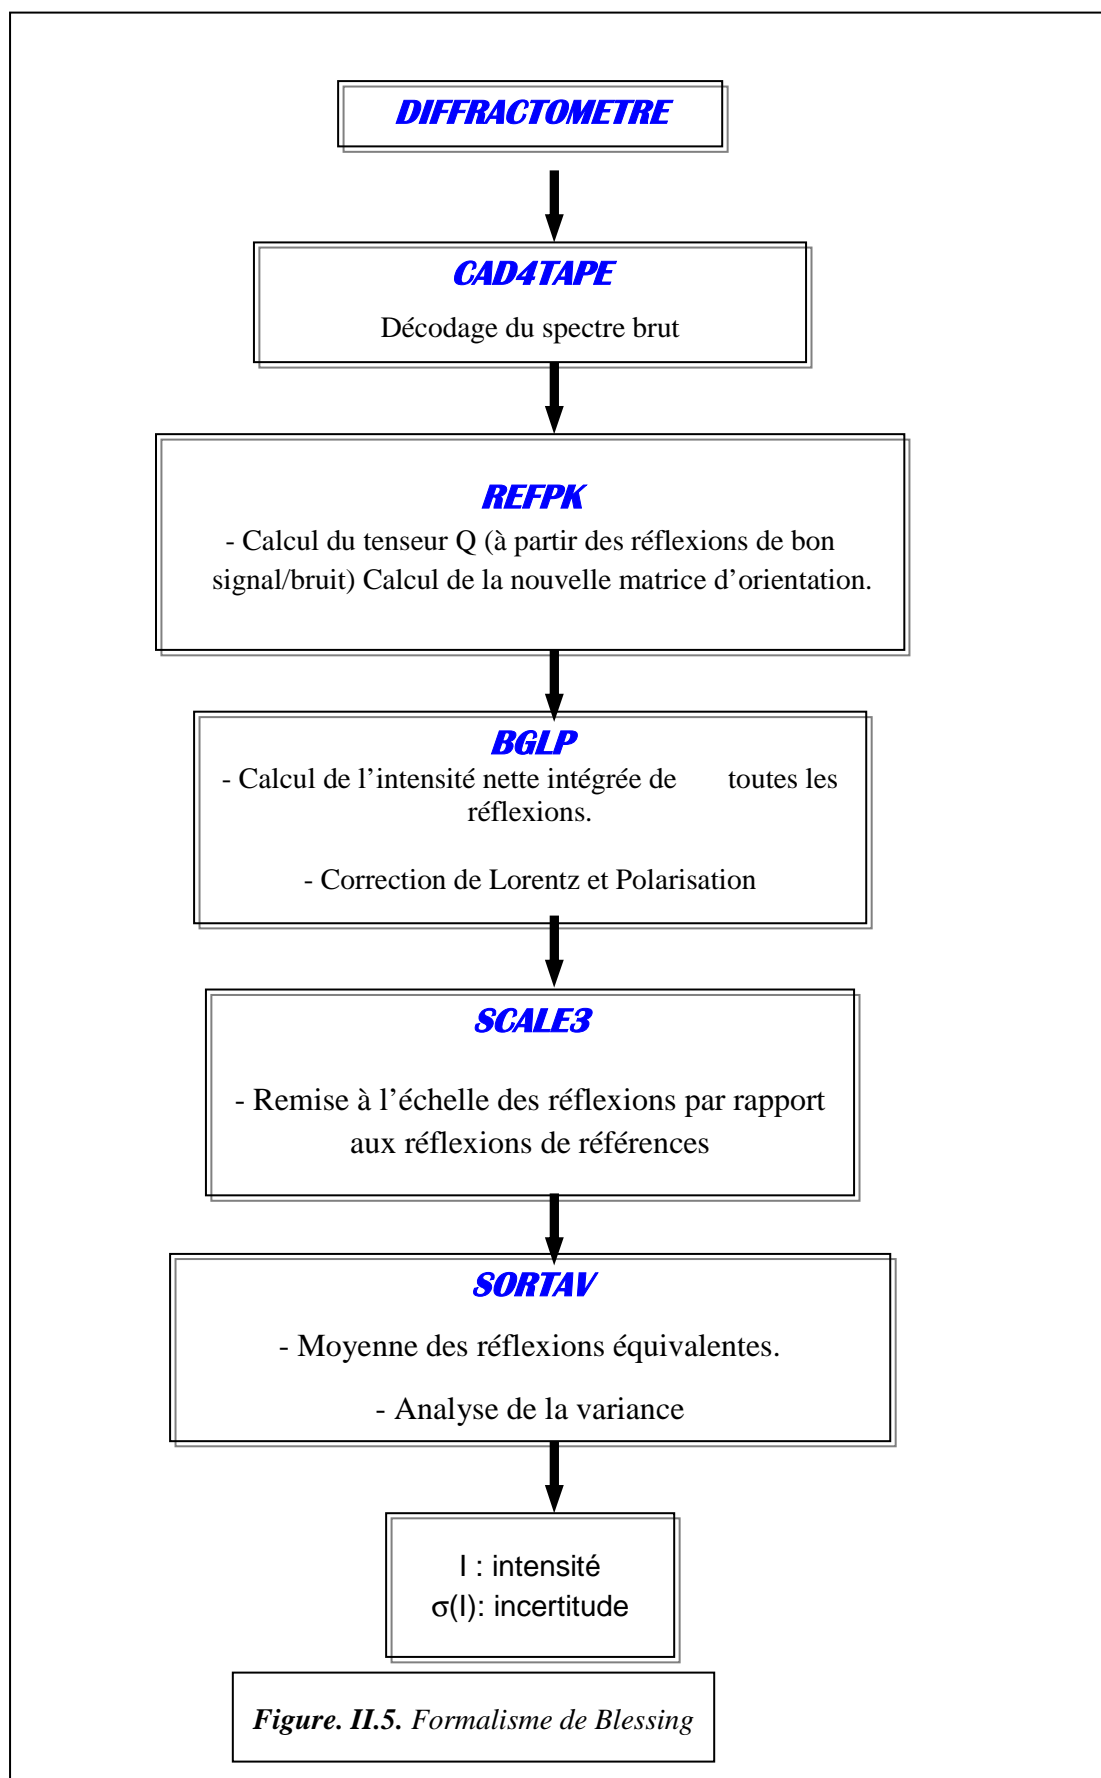 DIFFRACTOMETRE
CAD4TAPE
Décodage du spectre brut
REFPK
- Calcul du tenseur Q (à partir des réflexions de bon
signal/bruit) Calcul de la nouvelle matrice d’orientation.
BGLP
- Calcul de l’intensité nette intégrée de toutes les
réflexions.
- Correction de Lorentz et Polarisation
SCALE3
- Remise à l’échelle des réflexions par rapport
aux réflexions de références
SORTAV
- Moyenne des réflexions équivalentes.
- Analyse de la variance
I : intensité
σ(I): incertitude
Figure. II.5. Formalisme de Blessing